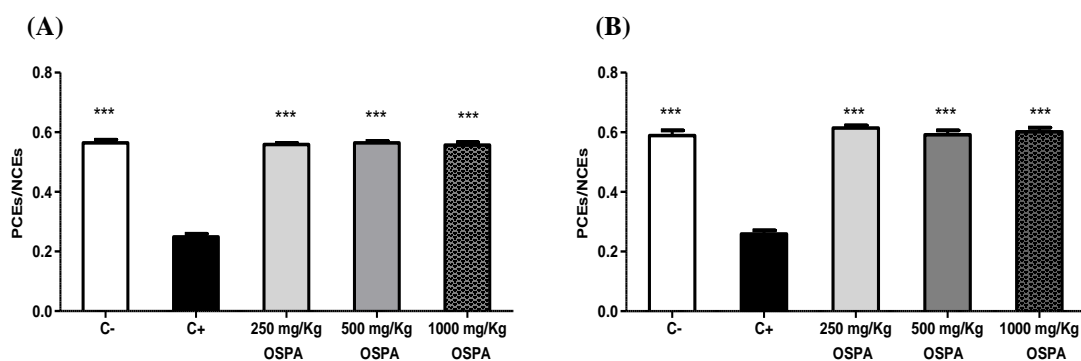 (A)
0.8
0.6
0.4
0.2
0.0
PCEs/NCEs
*** *** *** ***
C- C+ 250 mg/Kg 500 mg/Kg 1000 mg/Kg
OSPA OSPA OSPA
(B)
0.8
0.6
0.4
0.2
0.0
PCEs/NCEs
*** *** *** ***
C- C+ 250 mg/Kg 500 mg/Kg 1000 mg/Kg
OSPA OSPA OSPA